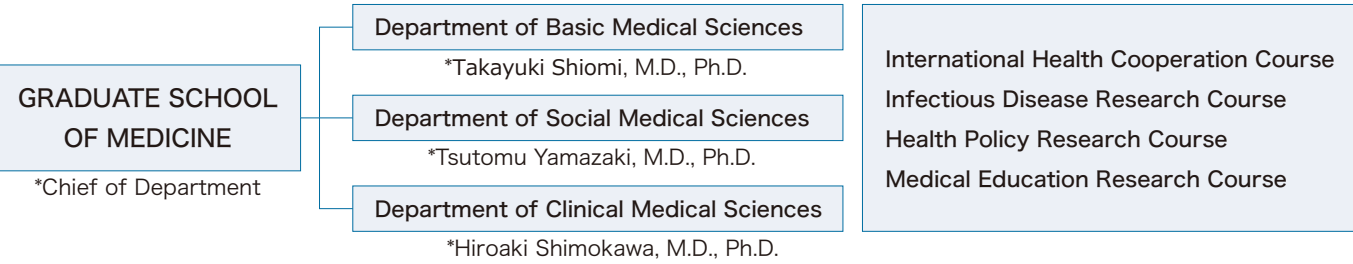 GRADUATE SCHOOL
OF MEDICINE
*Chief of Department
Department of Basic Medical Sciences
*Takayuki Shiomi, M.D., Ph.D.
Department of Social Medical Sciences
*Tsutomu Yamazaki, M.D., Ph.D.
Department of Clinical Medical Sciences
*Hiroaki Shimokawa, M.D., Ph.D.
International Health Cooperation Course
Infectious Disease Research Course
Health Policy Research Course
Medical Education Research Course